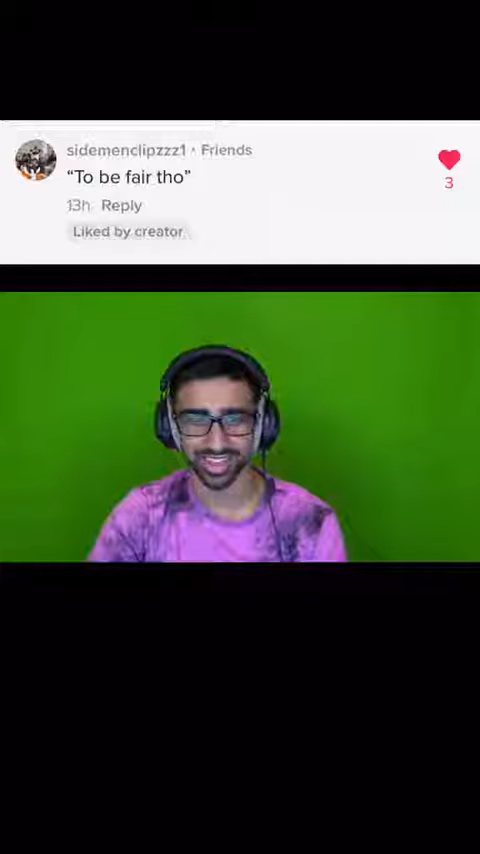 sidemenclipzzz1 · Friends
“To be fair tho”
3
13h Reply
Liked by creator